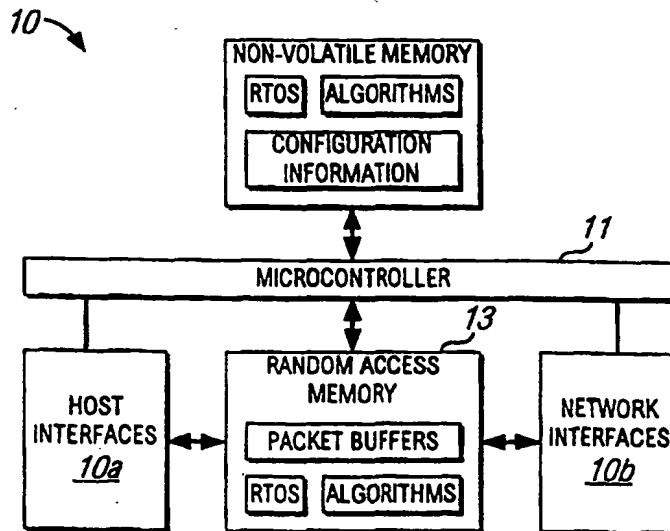 10
NON-VOLATILE MEMORY
RTOS
ALGORITHMS
CONFIGURATION
INFORMATION
11
MICROCONTROLLER
13
HOST
INTERFACES
10a
RANDOM ACCESS
MEMORY
PACKET BUFFERS
RTOS
ALGORITHMS
NETWORK
INTERFACES
10b